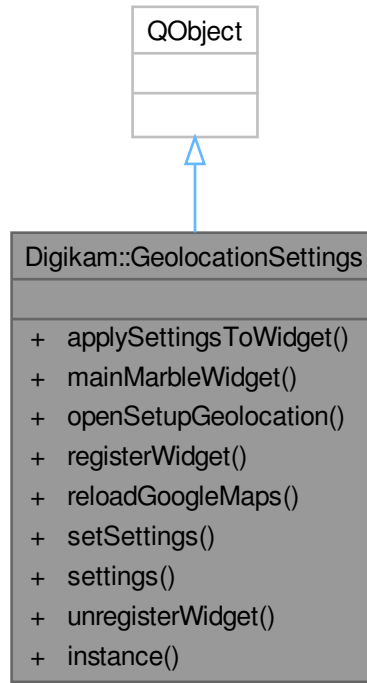 QObject
Digikam::GeolocationSettings
+ applySettingsToWidget()
+ mainMarbleWidget()
+ openSetupGeolocation()
+ registerWidget()
+ reloadGoogleMaps()
+ setSettings()
+ settings()
+ unregisterWidget()
+ instance()